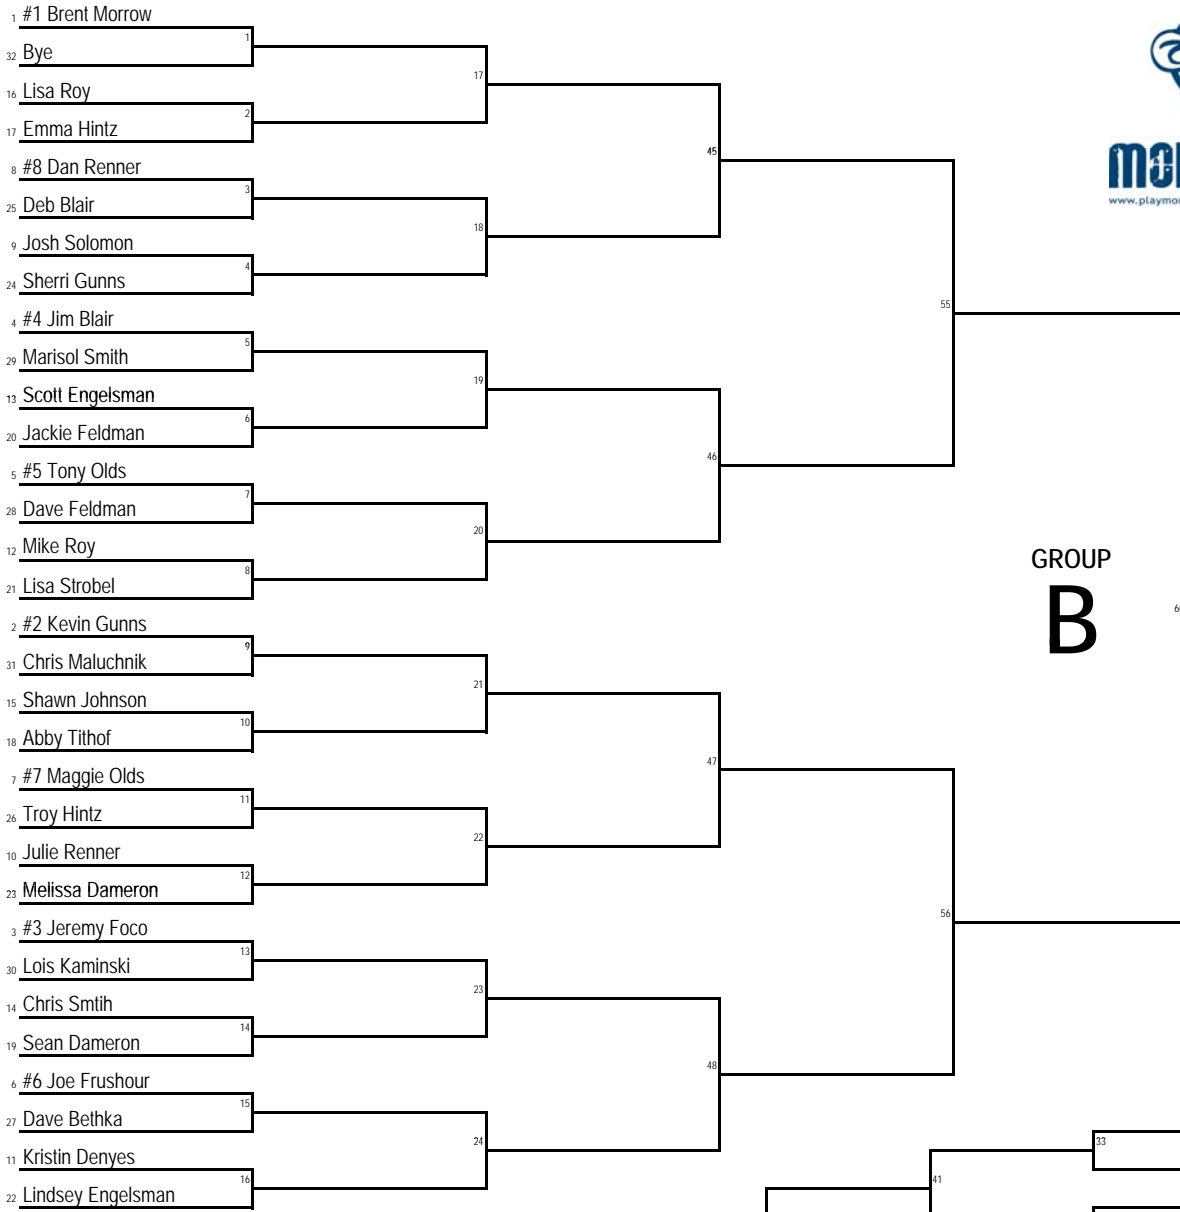 1 #1 Brent Morrow
1
32 Bye
17
16 Lisa Roy
2
17 Emma Hintz
45
8 #8 Dan Renner
3
25 Deb Blair
www.playmo
18
9 Josh Solomon
4
24 Sherri Gunns
55
4 #4 Jim Blair
5
29 Marisol Smith
19
13 Scott Engelsman
6
20 Jackie Feldman
46
5 #5 Tony Olds
7
28 Dave Feldman
20
12 Mike Roy
8
21 Lisa Strobel
GROUP
B
2 #2 Kevin Gunns
9
31 Chris Maluchnik
21
15 Shawn Johnson
10
18 Abby Tithof
47
7 #7 Maggie Olds
11
26 Troy Hintz
22
10 Julie Renner
12
23 Melissa Dameron
56
3 #3 Jeremy Foco
13
30 Lois Kaminski
23
14 Chris Smtih
14
19 Sean Dameron
48
6 #6 Joe Frushour
15
27 Dave Bethka
24
33
11 Kristin Denyes
16
41
22 Lindsey Engelsman